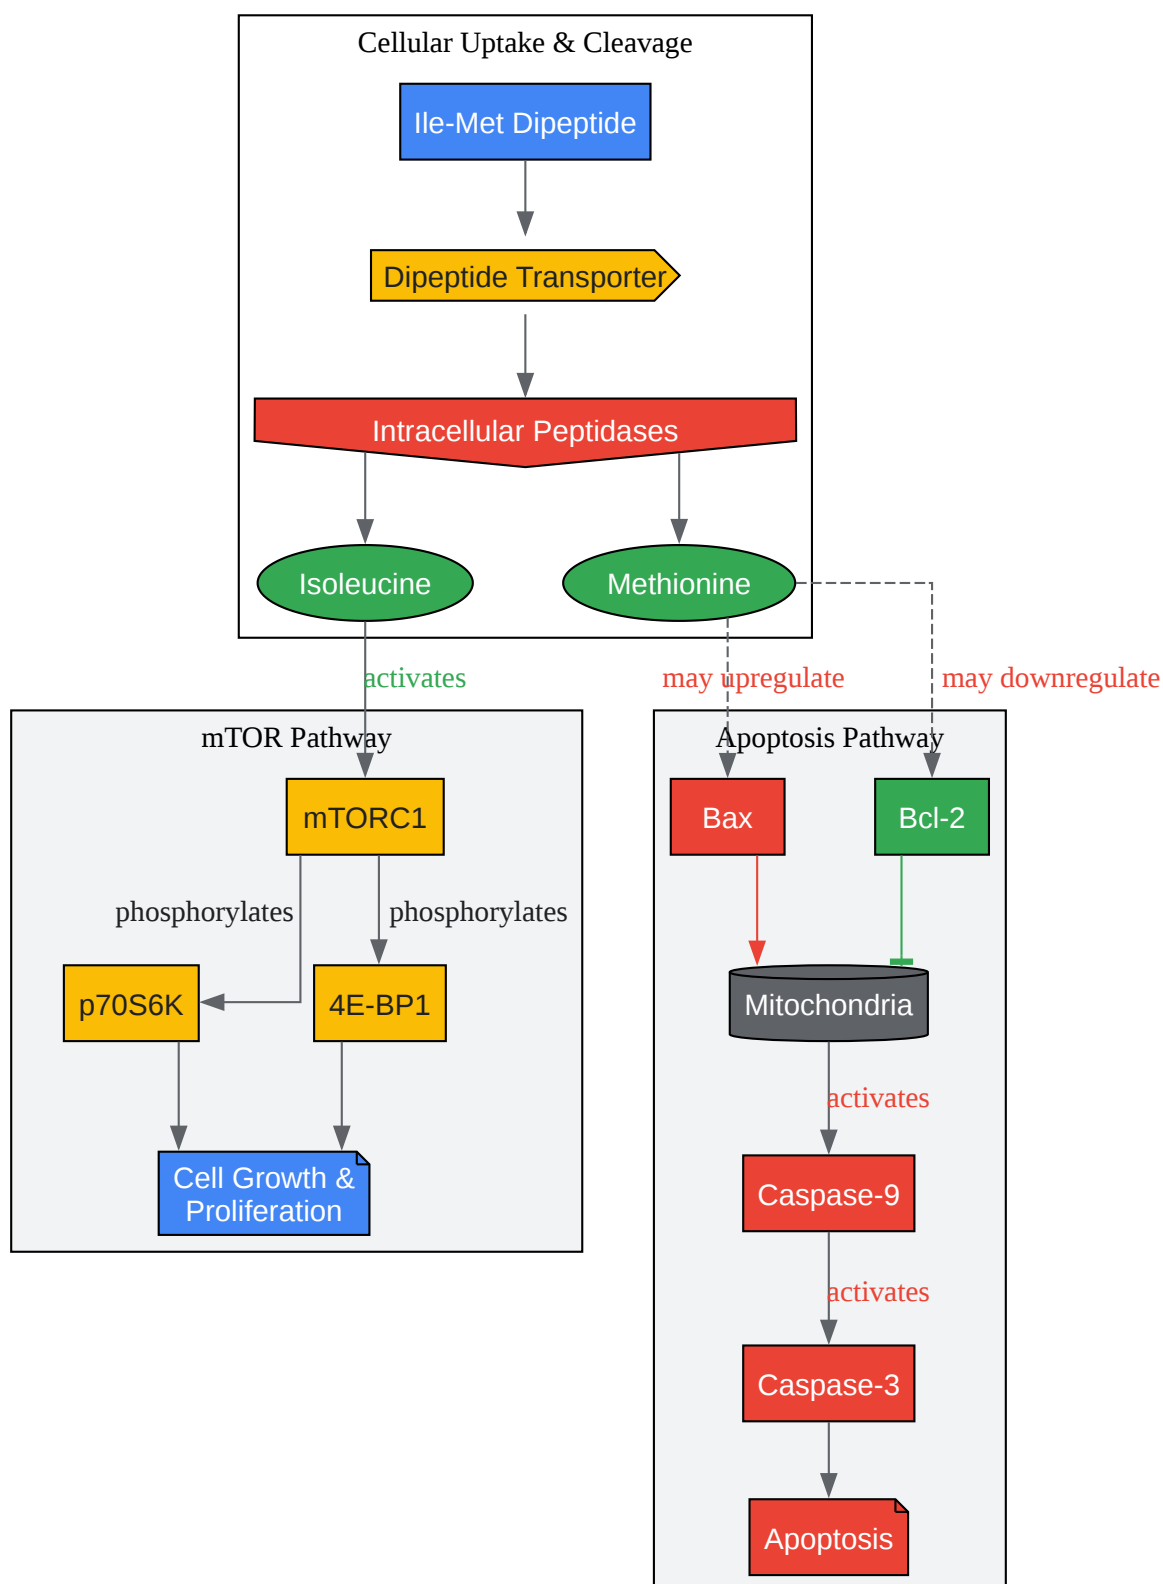 Cellular Uptake & Cleavage
Ile-Met Dipeptide
Dipeptide Transporter
Intracellular Peptidases
Isoleucine
Methionine
activates
may upregulate
may downregulate
mTOR Pathway
Apoptosis Pathway
mTORC1
Bax
Bcl-2
phosphorylates
phosphorylates
p70S6K
4E-BP1
Mitochondria
activates
Cell Growth &
Proliferation
Caspase-9
activates
Caspase-3
Apoptosis